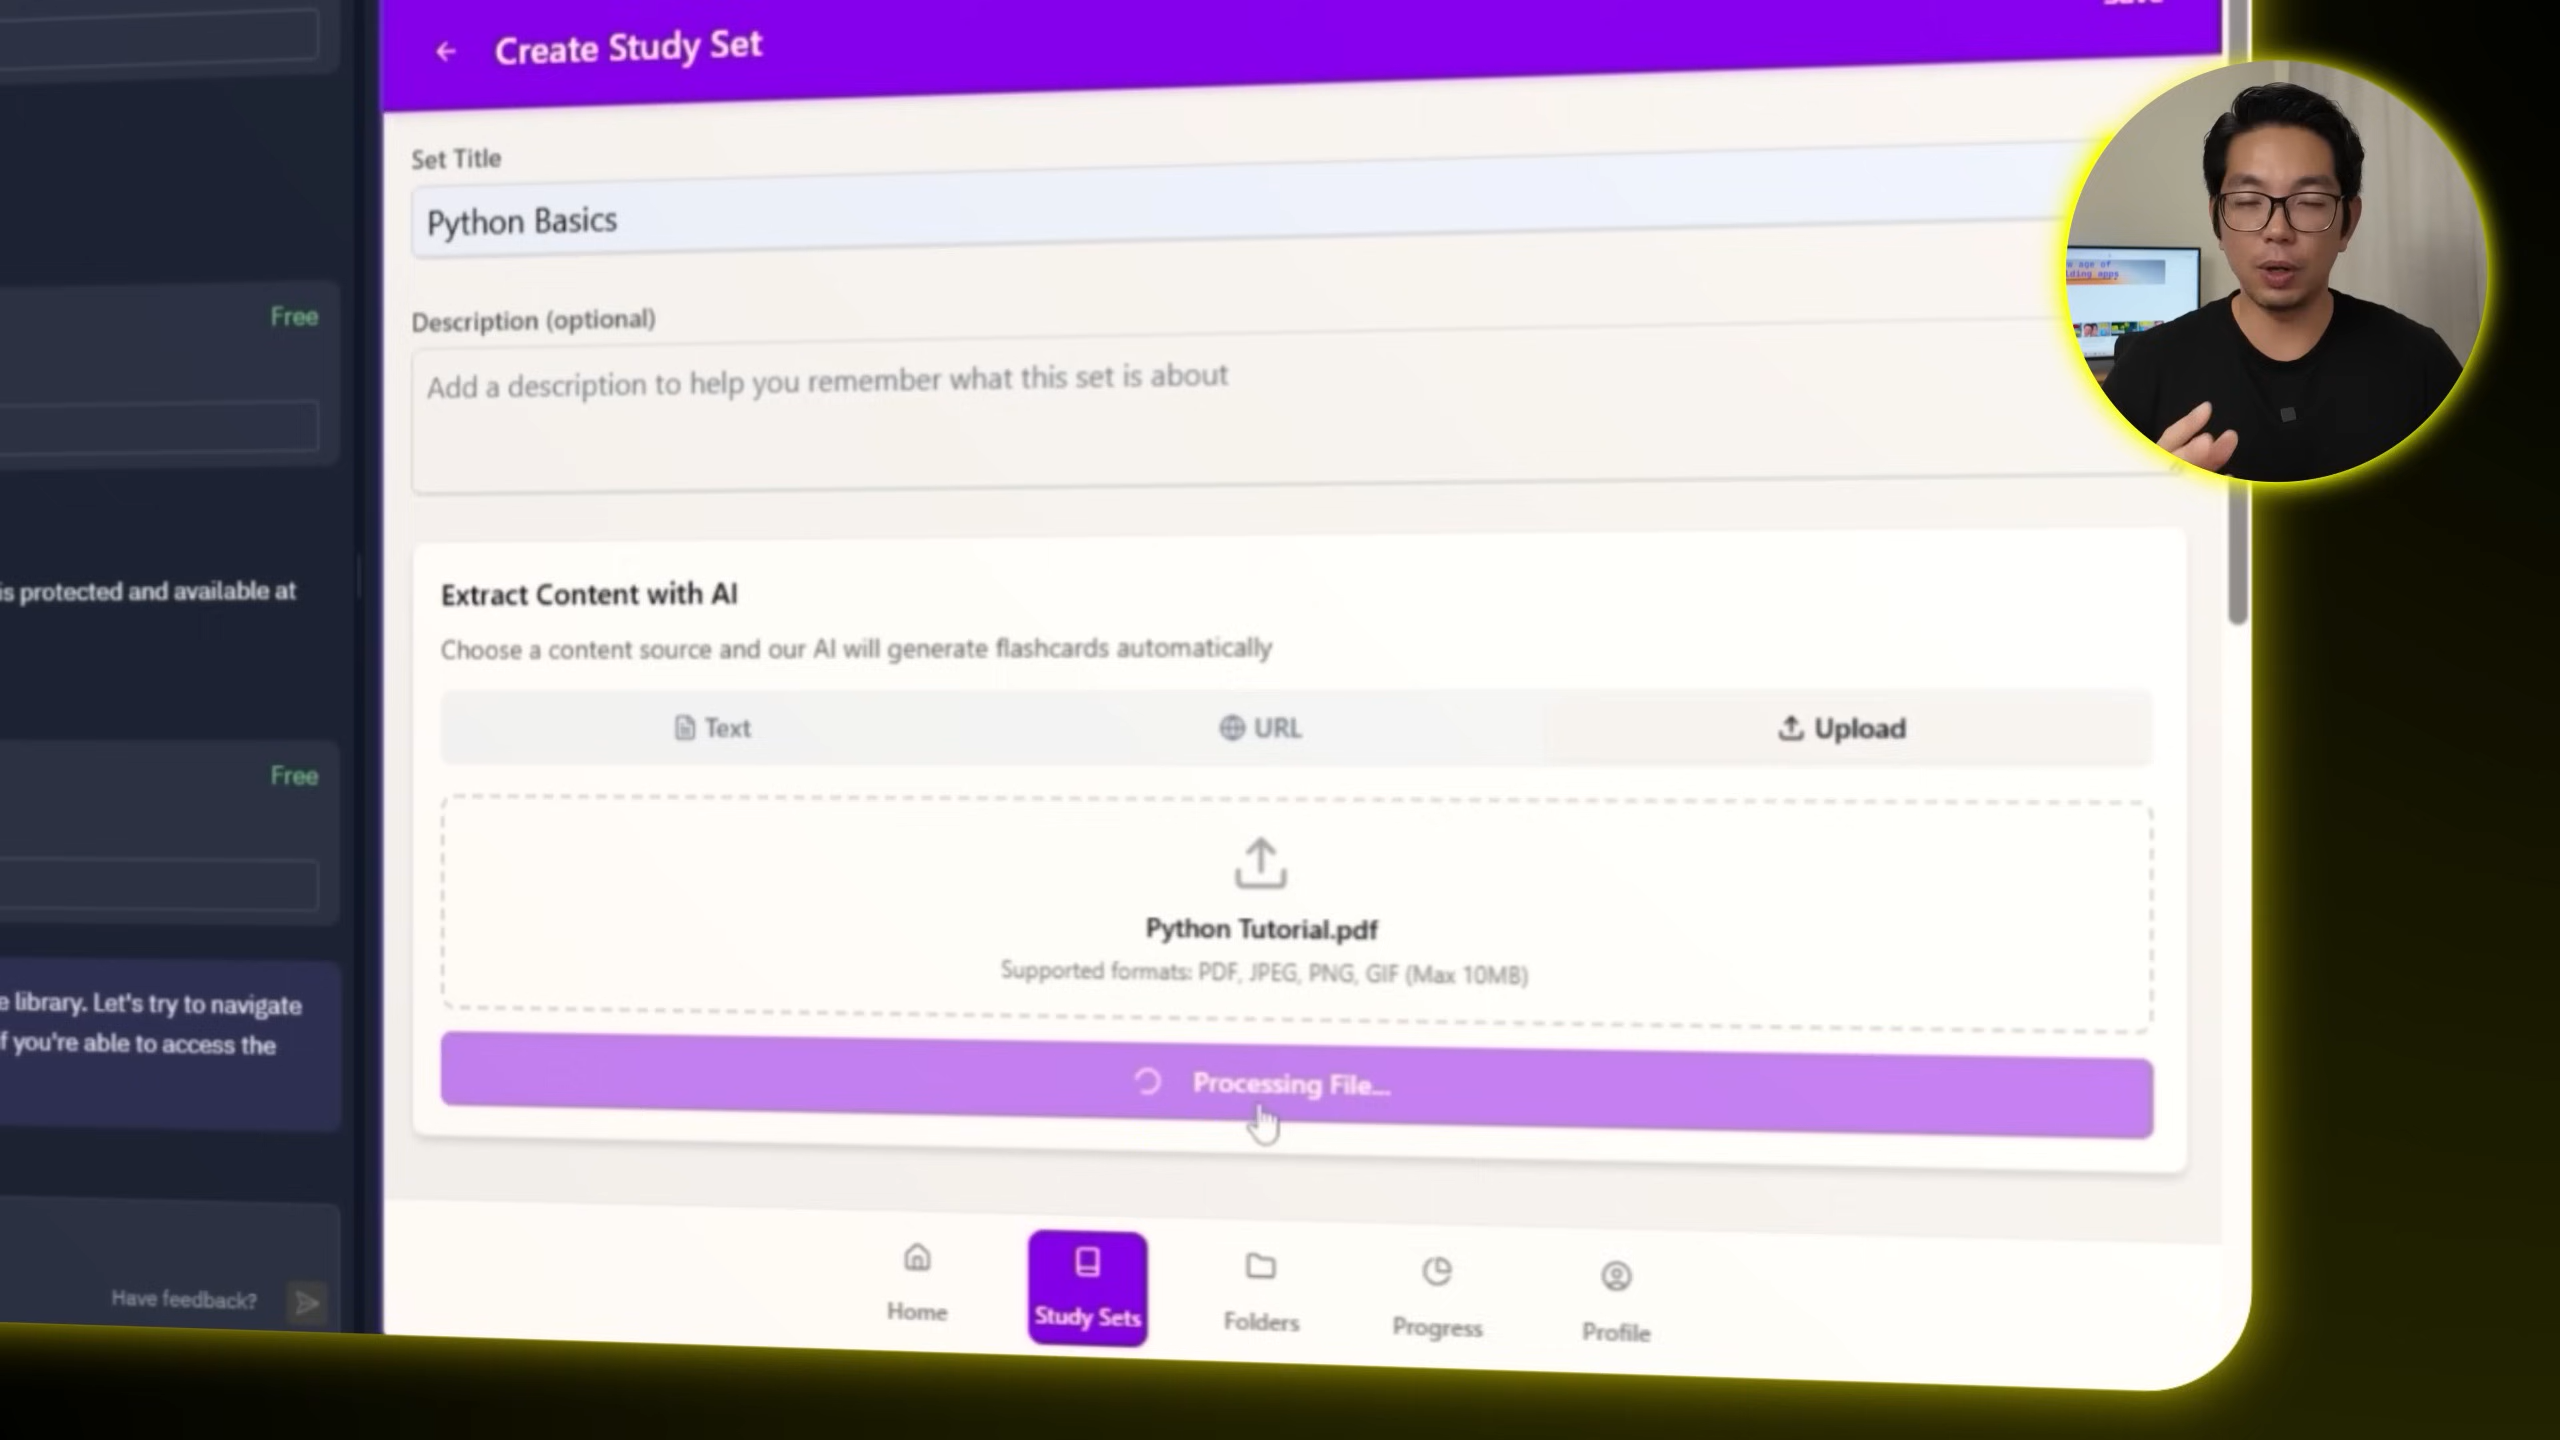 Save
Create Study Set
Set Title
Python Basics
Description (optional)
Add a description to help you remember what this set is about
Extract Content with AI
Choose a content source and our AI will generate flashcards automatically
Text
URL
Upload
Python Tutorial.pdf
Supported formats: PDF, JPEG, PNG, GIF (Max 10MB)
Processing File...
Home
Study Sets
Folders
Progress
Profile
Free
is protected and available at
Free
library. Let's try to navigate
you're able to access the
Have feedback?
age of
apps